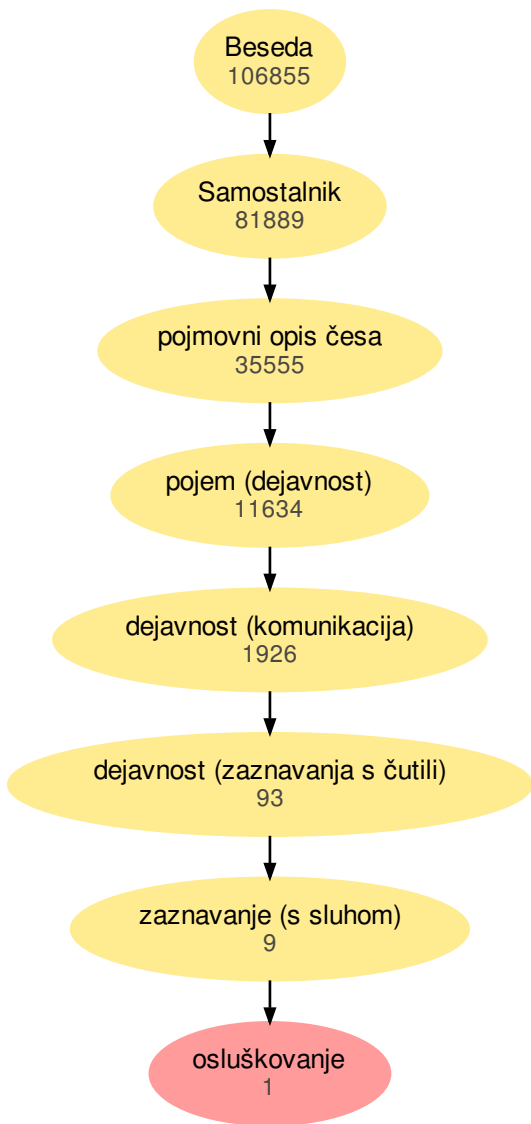 Beseda
106855
Samostalnik
81889
pojmovni opis česa
35555
pojem (dejavnost)
11634
dejavnost (komunikacija)
1926
dejavnost (zaznavanja s čutili)
93
zaznavanje (s sluhom)
9
osluškovanje
1